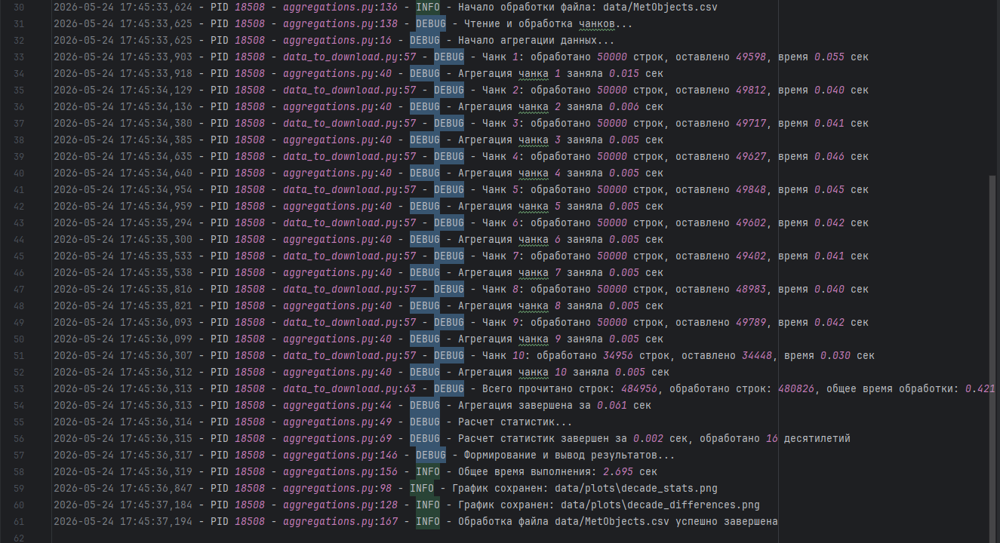 30 2026-05-24 17:45:33,624 - PID 18508 - aggregations.py:136 - INFO - Начало обработки файла: data/MetObjects.csv
31 2026-05-24 17:45:33,625 - PID 18508 - aggregations.py:138 - DEBUG - Чтение и обработка чанков...
32 2026-05-24 17:45:33,625 - PID 18508 - aggregations.py:16 - DEBUG - Начало агрегации данных...
33 2026-05-24 17:45:33,903 - PID 18508 - data_to_download.py:57 - DEBUG - Чанк 1: обработано 50000 строк, оставлено 49598, время 0.055 сек
34 2026-05-24 17:45:33,918 - PID 18508 - aggregations.py:40 - DEBUG - Агрегация чанка 1 заняла 0.015 сек
35 2026-05-24 17:45:34,129 - PID 18508 - data_to_download.py:57 - DEBUG - Чанк 2: обработано 50000 строк, оставлено 49812, время 0.040 сек
36 2026-05-24 17:45:34,136 - PID 18508 - aggregations.py:40 - DEBUG - Агрегация чанка 2 заняла 0.006 сек
37 2026-05-24 17:45:34,380 - PID 18508 - data_to_download.py:57 - DEBUG - Чанк 3: обработано 50000 строк, оставлено 49717, время 0.041 сек
38 2026-05-24 17:45:34,385 - PID 18508 - aggregations.py:40 - DEBUG - Агрегация чанка 3 заняла 0.005 сек
39 2026-05-24 17:45:34,635 - PID 18508 - data_to_download.py:57 - DEBUG - Чанк 4: обработано 50000 строк, оставлено 49627, время 0.046 сек
40 2026-05-24 17:45:34,640 - PID 18508 - aggregations.py:40 - DEBUG - Агрегация чанка 4 заняла 0.005 сек
41 2026-05-24 17:45:34,954 - PID 18508 - data_to_download.py:57 - DEBUG - Чанк 5: обработано 50000 строк, оставлено 49848, время 0.045 сек
42 2026-05-24 17:45:34,959 - PID 18508 - aggregations.py:40 - DEBUG - Агрегация чанка 5 заняла 0.005 сек
43 2026-05-24 17:45:35,294 - PID 18508 - data_to_download.py:57 - DEBUG - Чанк 6: обработано 50000 строк, оставлено 49602, время 0.042 сек
44 2026-05-24 17:45:35,300 - PID 18508 - aggregations.py:40 - DEBUG - Агрегация чанка 6 заняла 0.005 сек
45 2026-05-24 17:45:35,533 - PID 18508 - data_to_download.py:57 - DEBUG - Чанк 7: обработано 50000 строк, оставлено 49402, время 0.041 сек
46 2026-05-24 17:45:35,538 - PID 18508 - aggregations.py:40 - DEBUG - Агрегация чанка 7 заняла 0.005 сек
47 2026-05-24 17:45:35,816 - PID 18508 - data_to_download.py:57 - DEBUG - Чанк 8: обработано 50000 строк, оставлено 48983, время 0.040 сек
48 2026-05-24 17:45:35,821 - PID 18508 - aggregations.py:40 - DEBUG - Агрегация чанка 8 заняла 0.005 сек
49 2026-05-24 17:45:36,093 - PID 18508 - data_to_download.py:57 - DEBUG - Чанк 9: обработано 50000 строк, оставлено 49789, время 0.042 сек
50 2026-05-24 17:45:36,099 - PID 18508 - aggregations.py:40 - DEBUG - Агрегация чанка 9 заняла 0.005 сек
51 2026-05-24 17:45:36,307 - PID 18508 - data_to_download.py:57 - DEBUG - Чанк 10: обработано 34956 строк, оставлено 34448, время 0.030 сек
52 2026-05-24 17:45:36,312 - PID 18508 - aggregations.py:40 - DEBUG - Агрегация чанка 10 заняла 0.005 сек
53 2026-05-24 17:45:36,313 - PID 18508 - data_to_download.py:63 - DEBUG - Всего прочитано строк: 484956, обработано строк: 480826, общее время обработки: 0.421
54 2026-05-24 17:45:36,313 - PID 18508 - aggregations.py:44 - DEBUG - Агрегация завершена за 0.061 сек
55 2026-05-24 17:45:36,314 - PID 18508 - aggregations.py:49 - DEBUG - Расчет статистик...
56 2026-05-24 17:45:36,315 - PID 18508 - aggregations.py:69 - DEBUG - Расчет статистик завершен за 0.002 сек, обработано 16 десятилетий
57 2026-05-24 17:45:36,317 - PID 18508 - aggregations.py:146 - DEBUG - Формирование и вывод результатов...
58 2026-05-24 17:45:36,319 - PID 18508 - aggregations.py:156 - INFO - Общее время выполнения: 2.695 сек
59 2026-05-24 17:45:36,847 - PID 18508 - aggregations.py:98 - INFO - График сохранен: data/plots\decade_stats.png
60 2026-05-24 17:45:37,184 - PID 18508 - aggregations.py:128 - INFO - График сохранен: data/plots\decade_differences.png
61 2026-05-24 17:45:37,194 - PID 18508 - aggregations.py:167 - INFO - Обработка файла data/MetObjects.csv успешно завершена
62